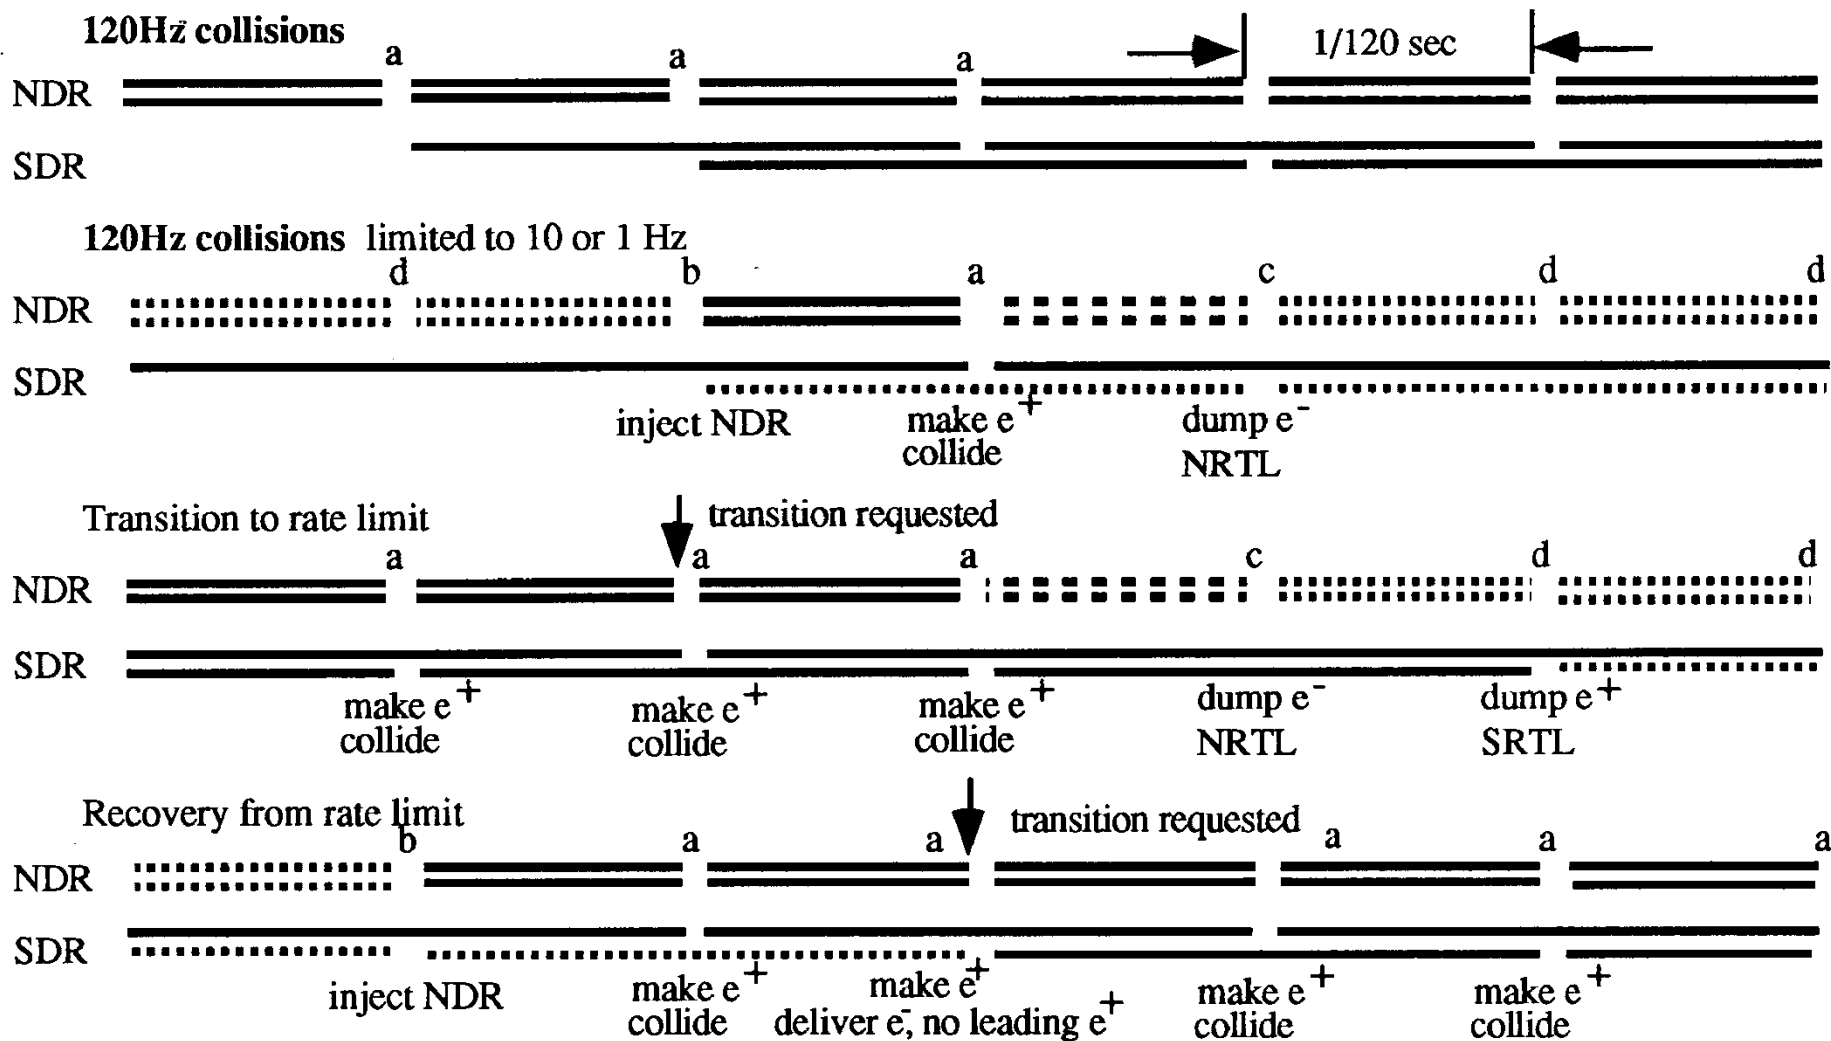 120Hz collisions
a a a 1/120 sec
NDR
SDR
120Hz collisions limited to 10 or 1 Hz
d b a c d d
NDR
SDR
inject NDR make e+ dump e-
collide NRTL
Transition to rate limit transition requested
a a a c d d
NDR
SDR
make e+ make e+ make e+ dump e- dump e+
collide collide collide NRTL SRTL
Recovery from rate limit transition requested
b a a a a a
NDR
SDR
inject NDR make e+ make e+ make e+ make e+
collide deliver e-, no leading e+ collide collide